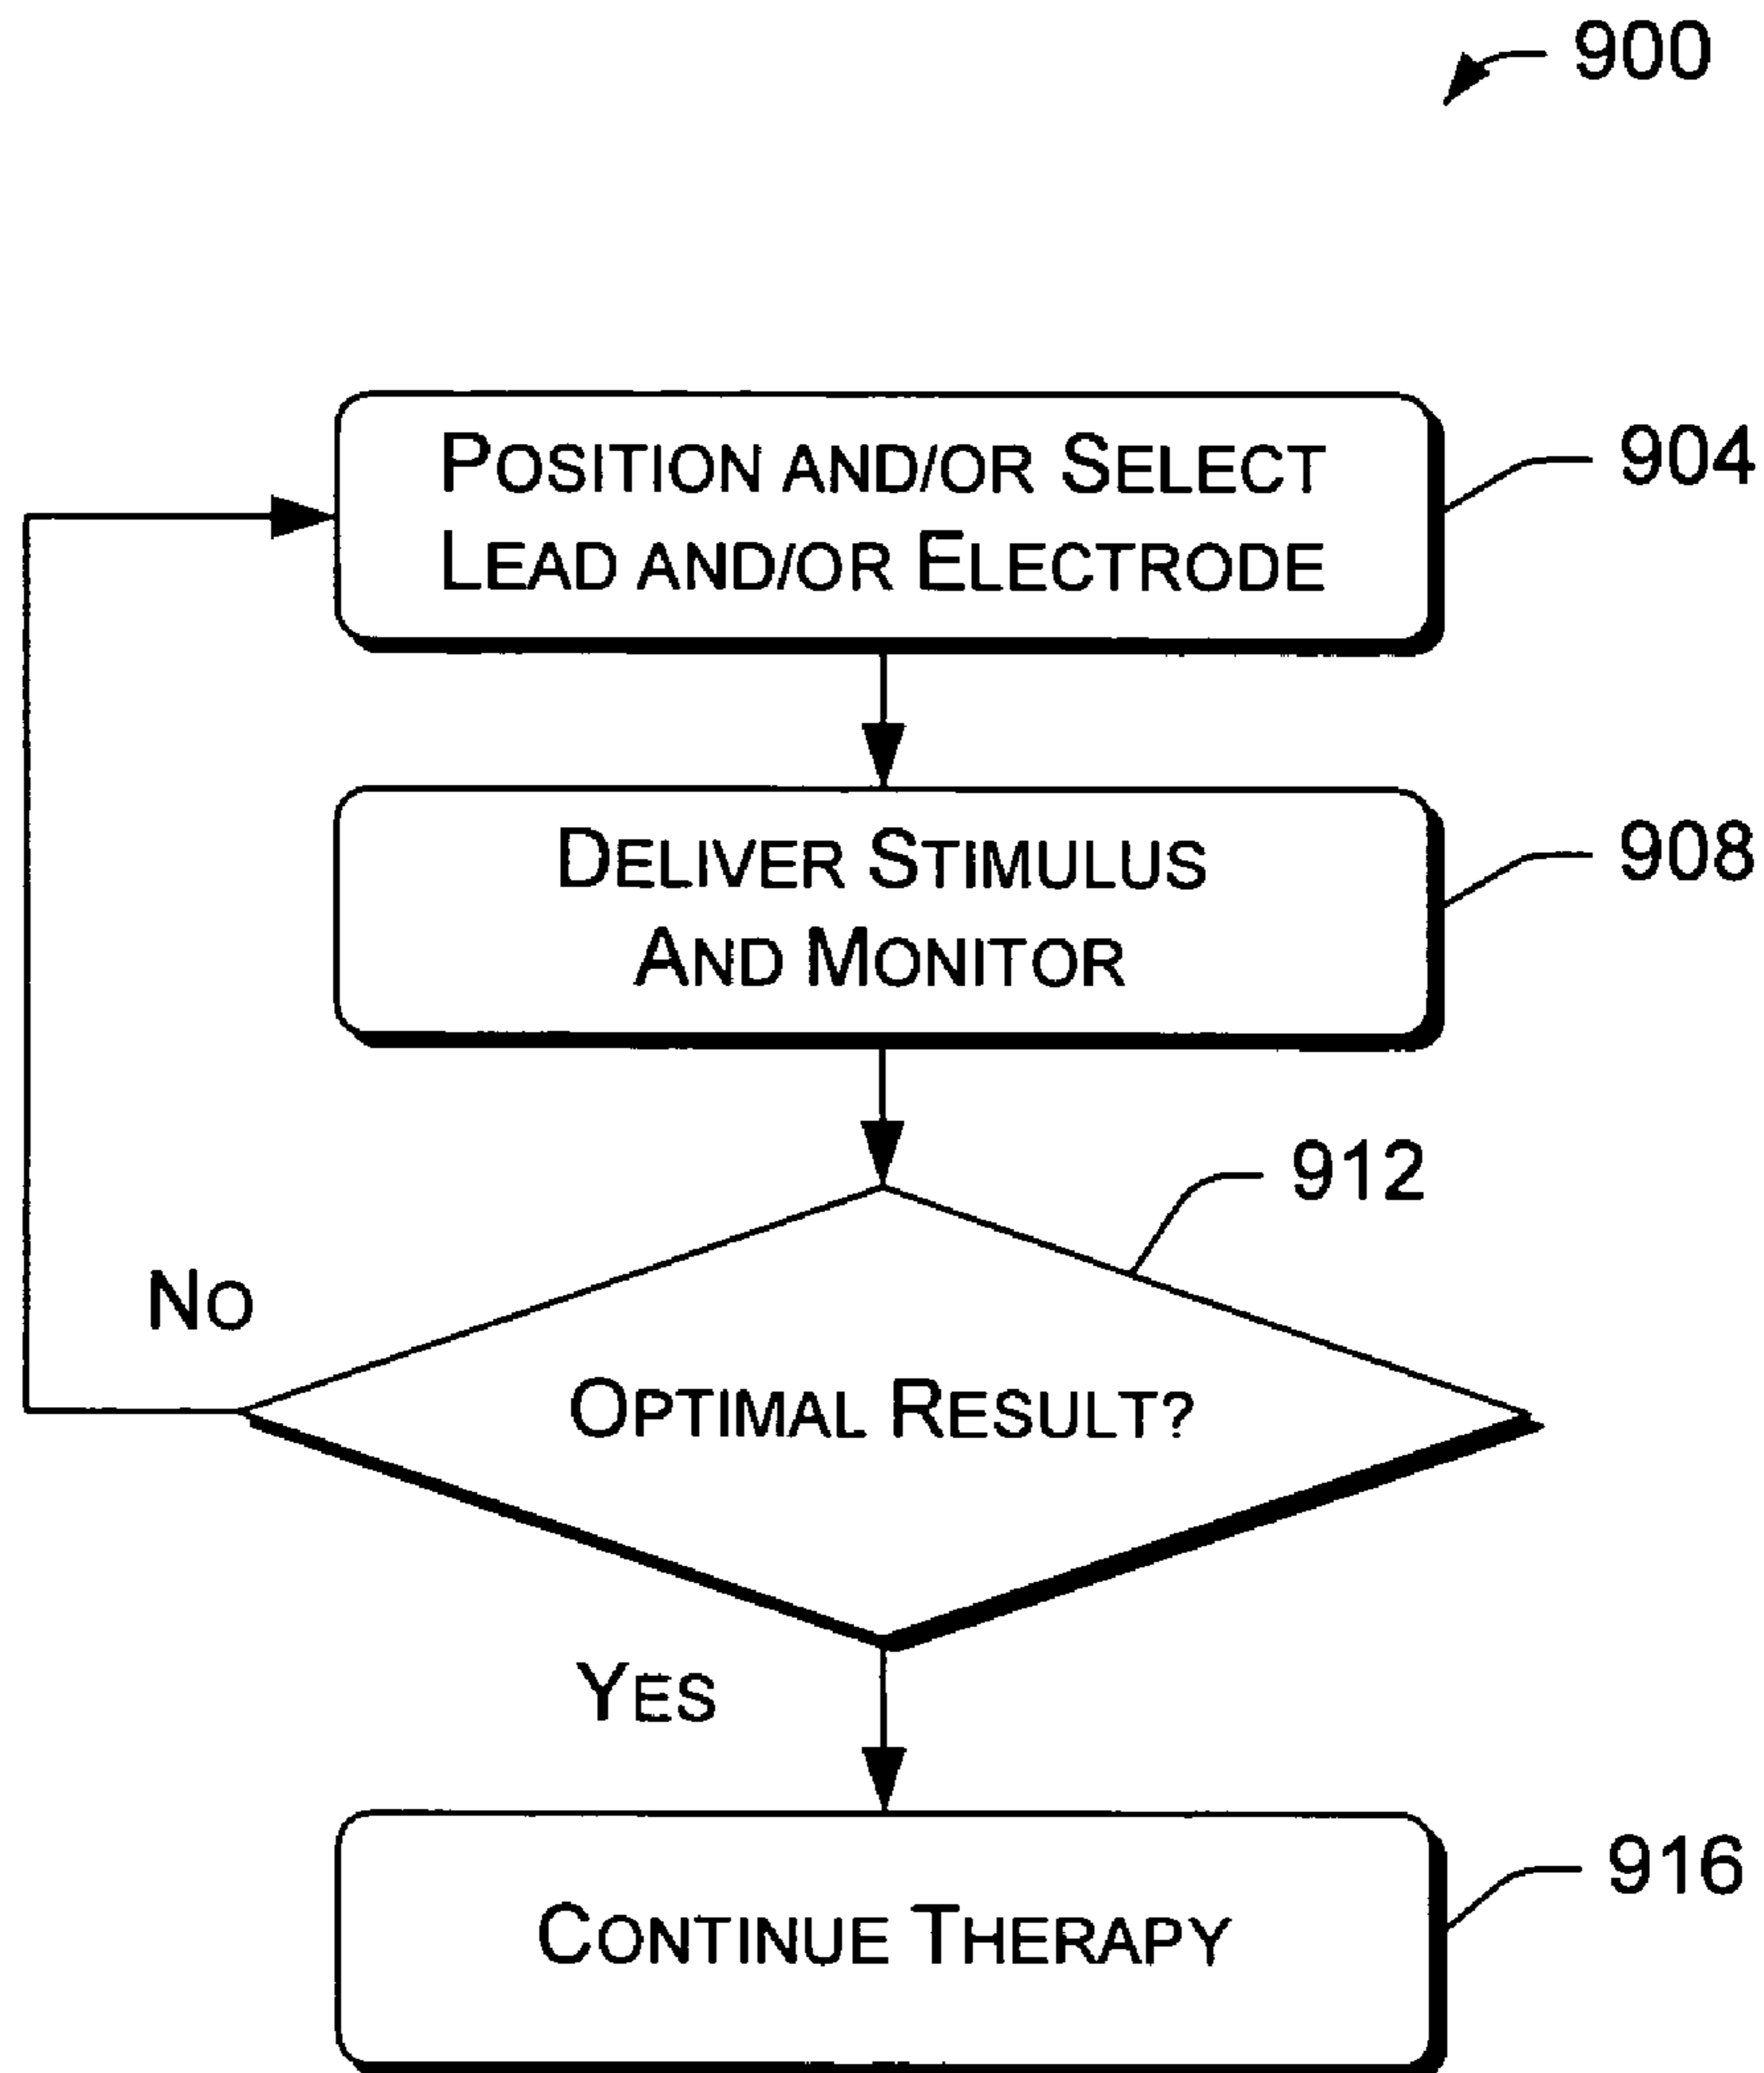 900
POSITION AND/OR SELECT
LEAD AND/OR ELECTRODE
904
DELIVER STIMULUS
AND MONITOR
908
912
NO
OPTIMAL RESULT?
YES
CONTINUE THERAPY
916